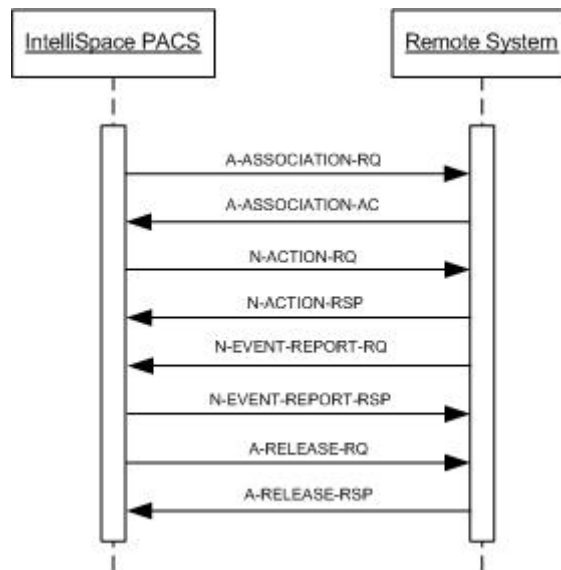 IntelliSpace PACS
Remote System
A-ASSOCIATION-RQ
A-ASSOCIATION-AC
N-ACTION-RQ
N-ACTION-RSP
N-EVENT-REPORT-RQ
N-EVENT-REPORT-RSP
A-RELEASE-RQ
A-RELEASE-RSP